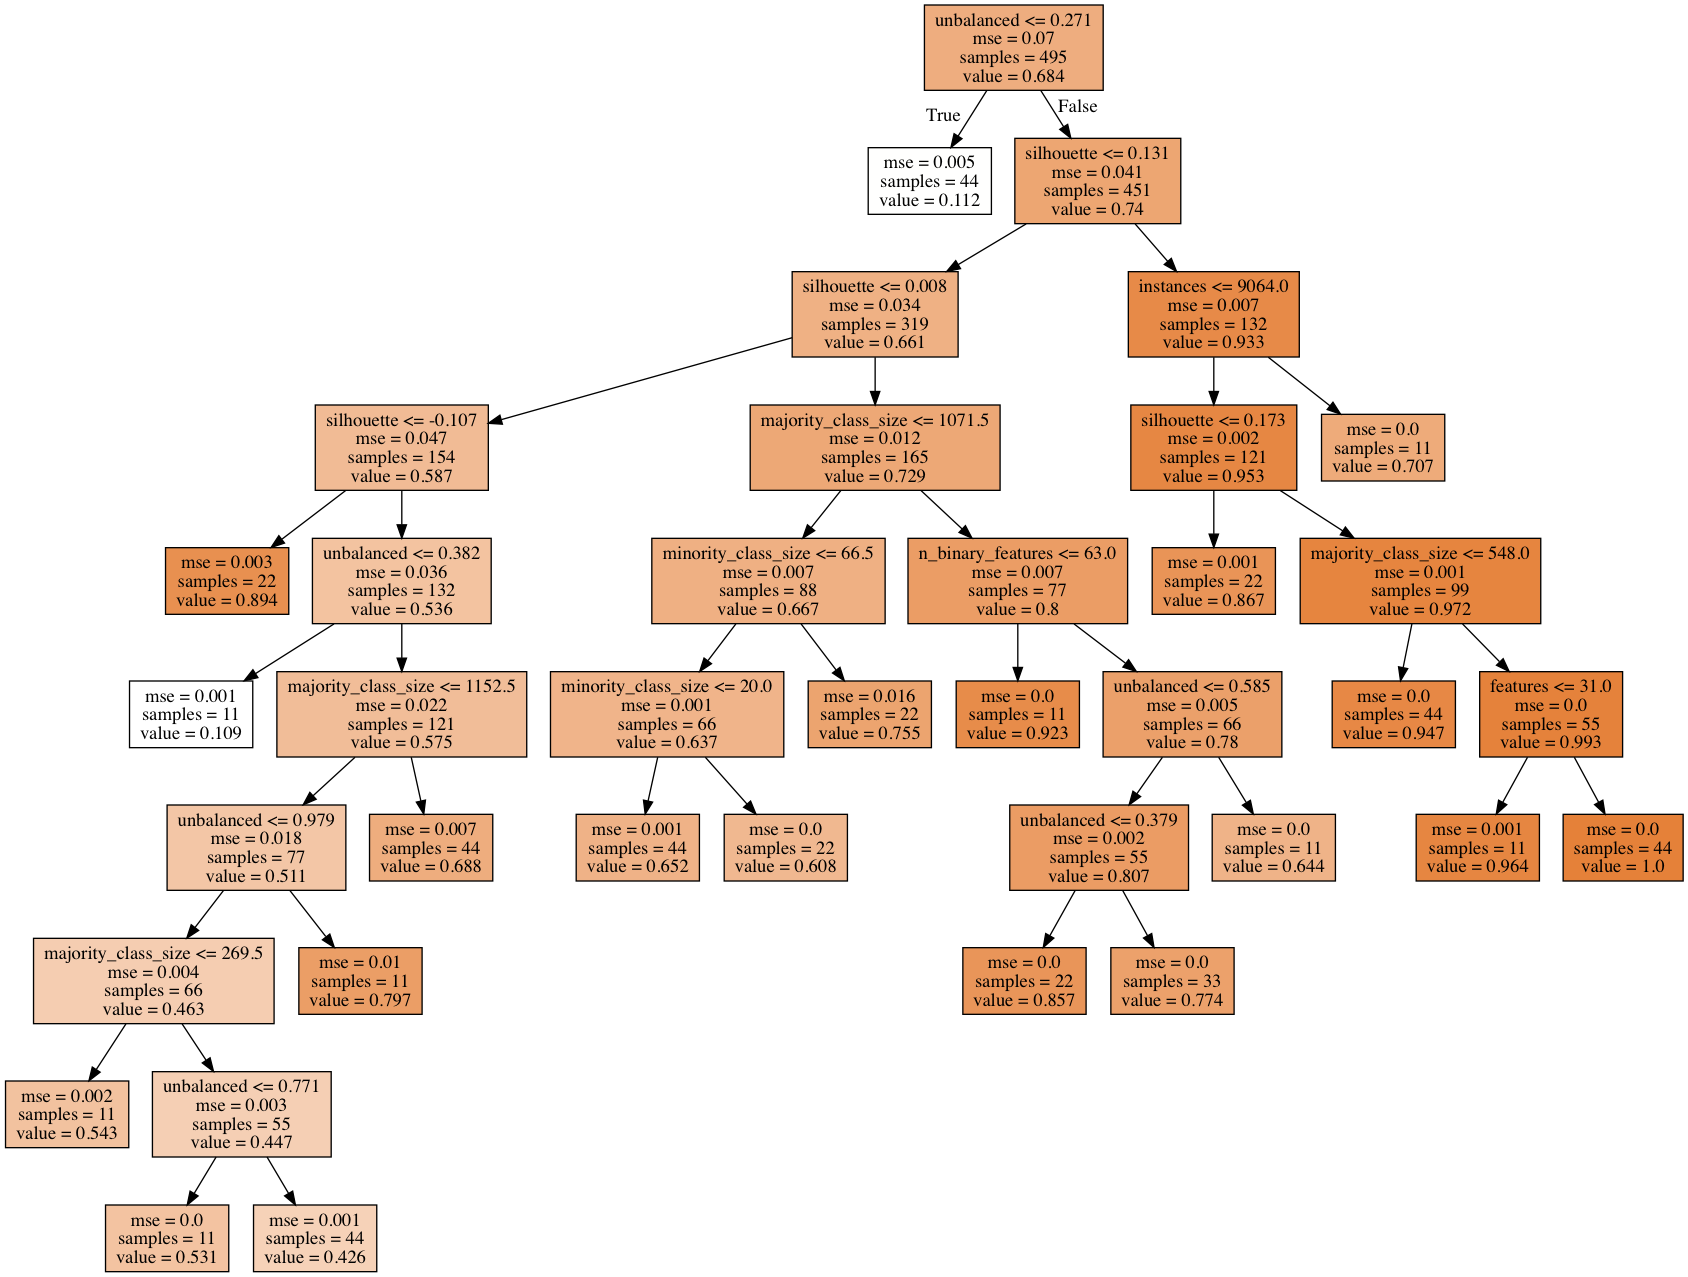 unbalanced <= 0.271
mse = 0.07
samples = 495
value = 0.684
True
False
mse = 0.005
samples = 44
value = 0.112
silhouette <= 0.131
mse = 0.041
samples = 451
value = 0.74
silhouette <= 0.008
mse = 0.034
samples = 319
value = 0.661
instances <= 9064.0
mse = 0.007
samples = 132
value = 0.933
silhouette <= -0.107
mse = 0.047
samples = 154
value = 0.587
majority_class_size <= 1071.5
mse = 0.012
samples = 165
value = 0.729
silhouette <= 0.173
mse = 0.002
samples = 121
value = 0.953
mse = 0.0
samples = 11
value = 0.707
mse = 0.003
samples = 22
value = 0.894
unbalanced <= 0.382
mse = 0.036
samples = 132
value = 0.536
minority_class_size <= 66.5
mse = 0.007
samples = 88
value = 0.667
n_binary_features <= 63.0
mse = 0.007
samples = 77
value = 0.8
mse = 0.001
samples = 22
value = 0.867
majority_class_size <= 548.0
mse = 0.001
samples = 99
value = 0.972
mse = 0.001
samples = 11
value = 0.109
majority_class_size <= 1152.5
mse = 0.022
samples = 121
value = 0.575
minority_class_size <= 20.0
mse = 0.001
samples = 66
value = 0.637
mse = 0.016
samples = 22
value = 0.755
mse = 0.0
samples = 11
value = 0.923
unbalanced <= 0.585
mse = 0.005
samples = 66
value = 0.78
mse = 0.0
samples = 44
value = 0.947
features <= 31.0
mse = 0.0
samples = 55
value = 0.993
unbalanced <= 0.979
mse = 0.018
samples = 77
value = 0.511
mse = 0.007
samples = 44
value = 0.688
mse = 0.001
samples = 44
value = 0.652
mse = 0.0
samples = 22
value = 0.608
unbalanced <= 0.379
mse = 0.002
samples = 55
value = 0.807
mse = 0.0
samples = 11
value = 0.644
mse = 0.001
samples = 11
value = 0.964
mse = 0.0
samples = 44
value = 1.0
majority_class_size <= 269.5
mse = 0.004
samples = 66
value = 0.463
mse = 0.01
samples = 11
value = 0.797
mse = 0.0
samples = 22
value = 0.857
mse = 0.0
samples = 33
value = 0.774
mse = 0.002
samples = 11
value = 0.543
unbalanced <= 0.771
mse = 0.003
samples = 55
value = 0.447
mse = 0.0
samples = 11
value = 0.531
mse = 0.001
samples = 44
value = 0.426